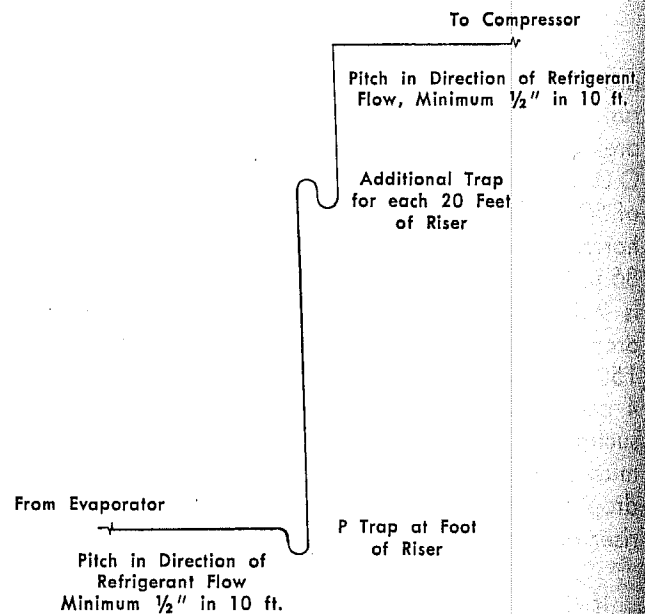 To Compressor
Pitch in Direction of Refrigerant
Flow, Minimum ½" in 10 ft.
Additional Trap
for each 20 Feet
of Riser
From Evaporator
P Trap at Foot
of Riser
Pitch in Direction of
Refrigerant Flow
Minimum ½" in 10 ft.